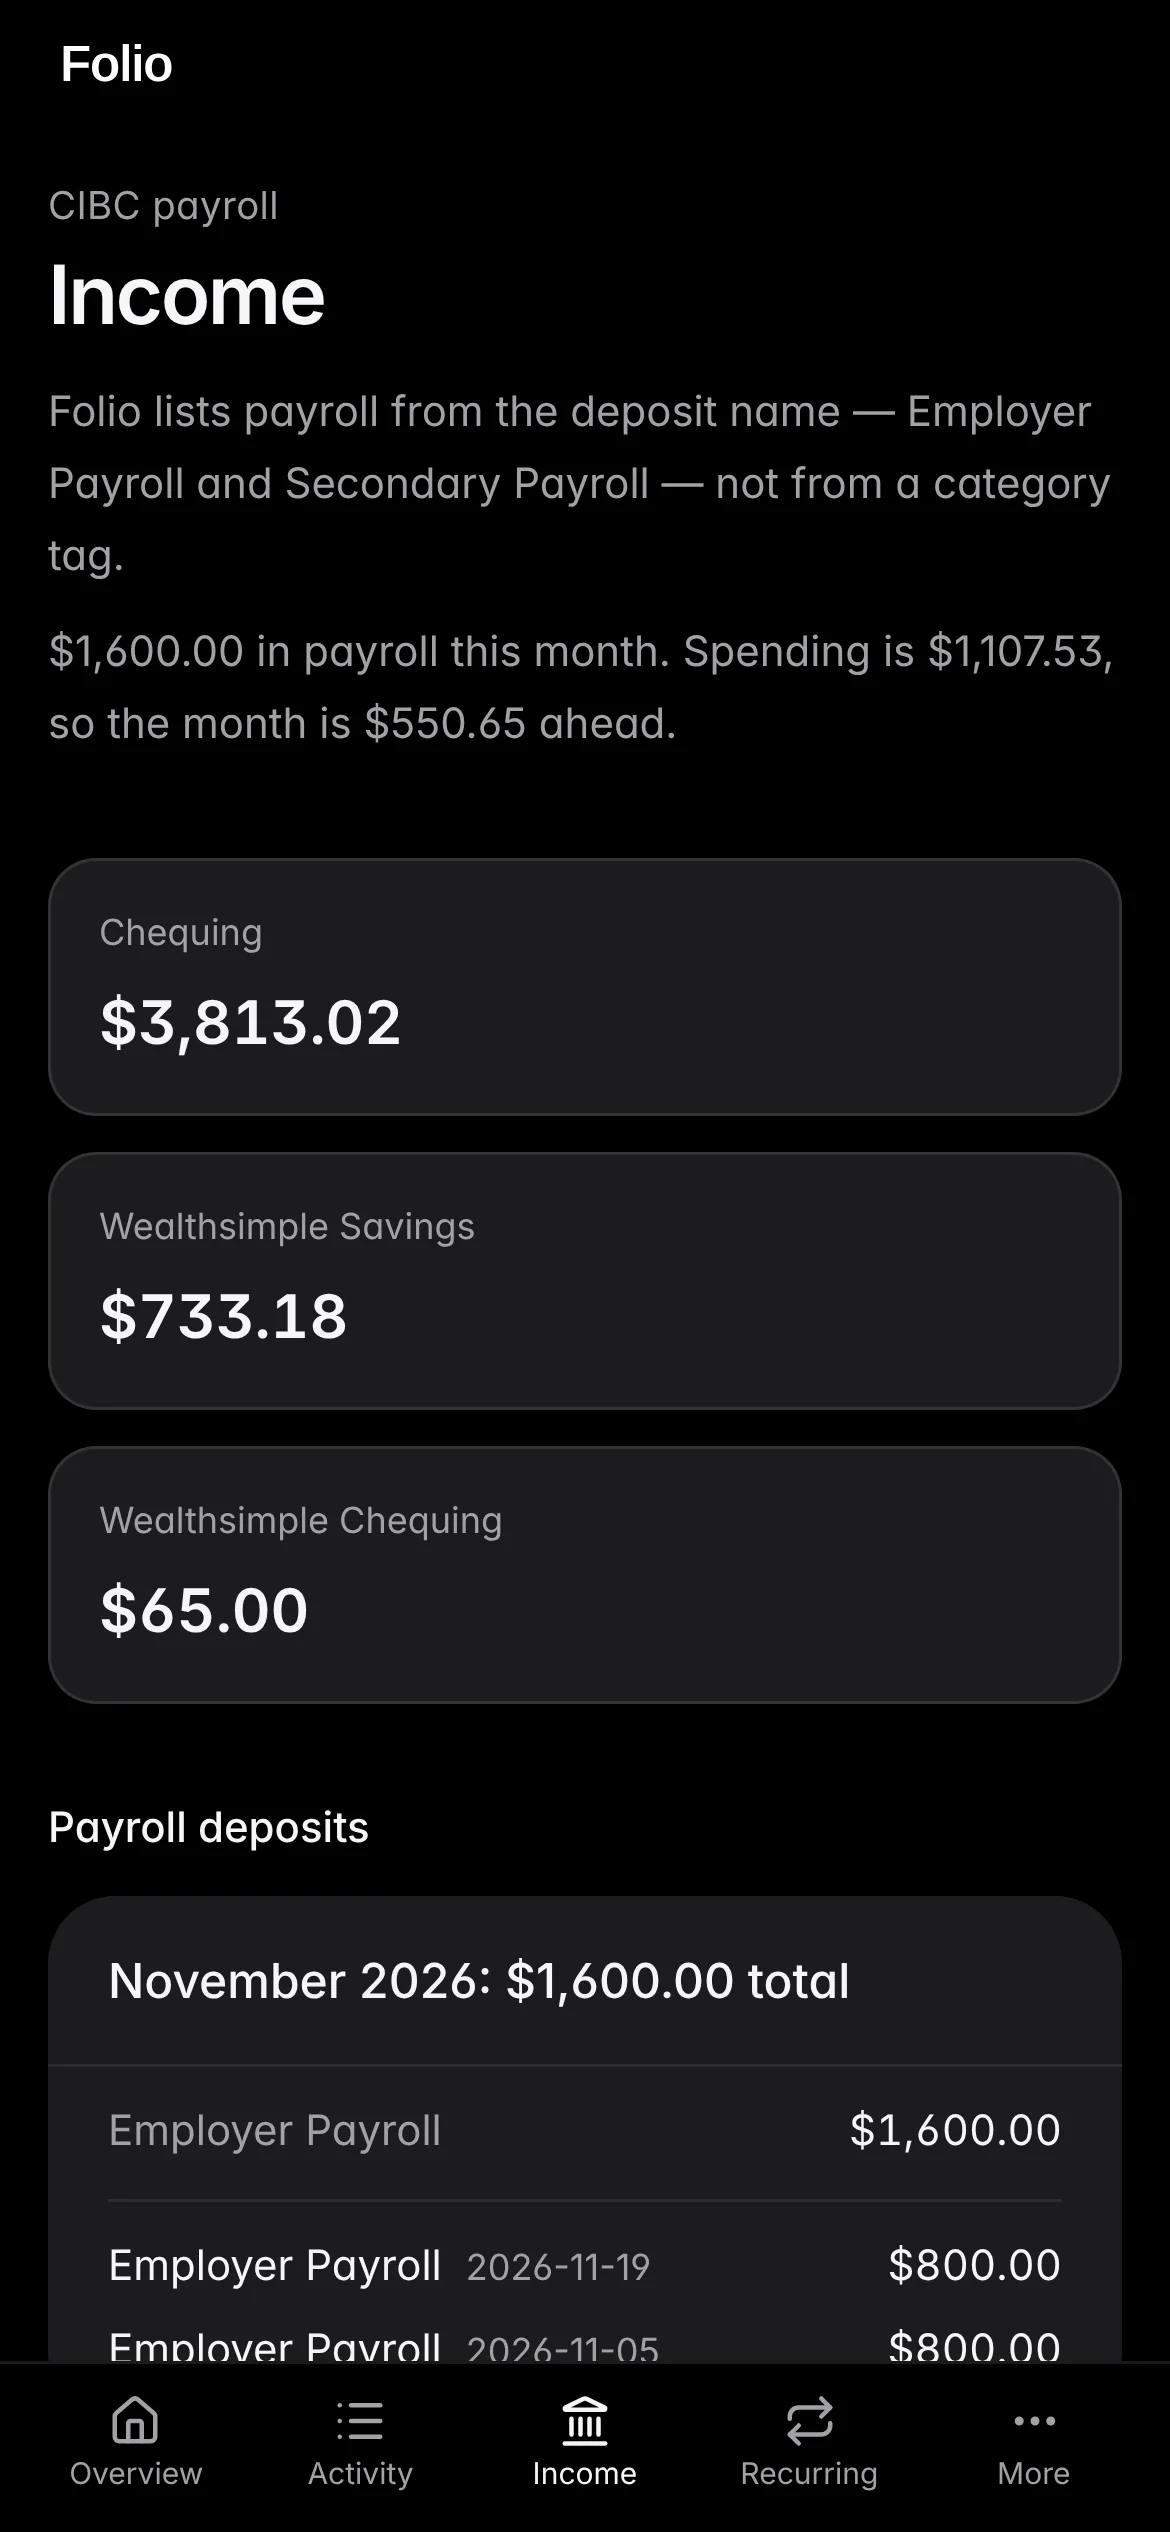 Folio
CIBC payroll
Income
Folio lists payroll from the deposit name — Employer
Payroll and Secondary Payroll — not from a category
tag.
$1,600.00 in payroll this month. Spending is $1,107.53,
so the month is $550.65 ahead.
Chequing
$3,813.02
Wealthsimple Savings
$733.18
Wealthsimple Chequing
$65.00
Payroll deposits
November 2026: $1,600.00 total
Employer Payroll $1,600.00
Employer Payroll 2026-11-19 $800.00
Employer Payroll 2026-11-05 $800.00
Overview Activity Income Recurring More